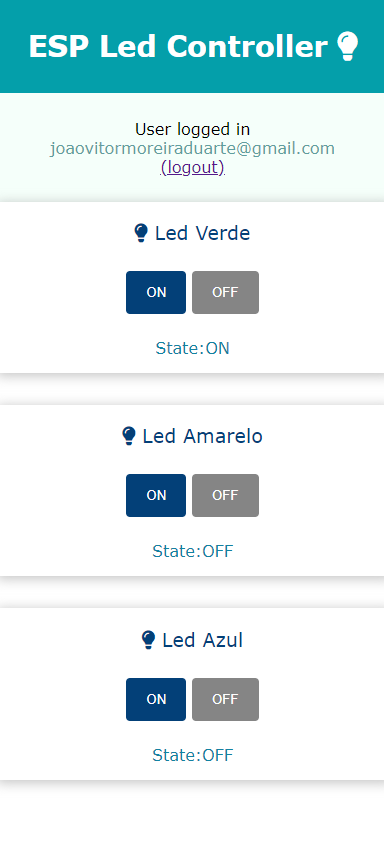 ESP Led Controller
User logged in
joaovitormoreiraduarte@gmail.com
(logout)
Led Verde
ON OFF
State:ON
Led Amarelo
ON OFF
State:OFF
Led Azul
ON OFF
State:OFF